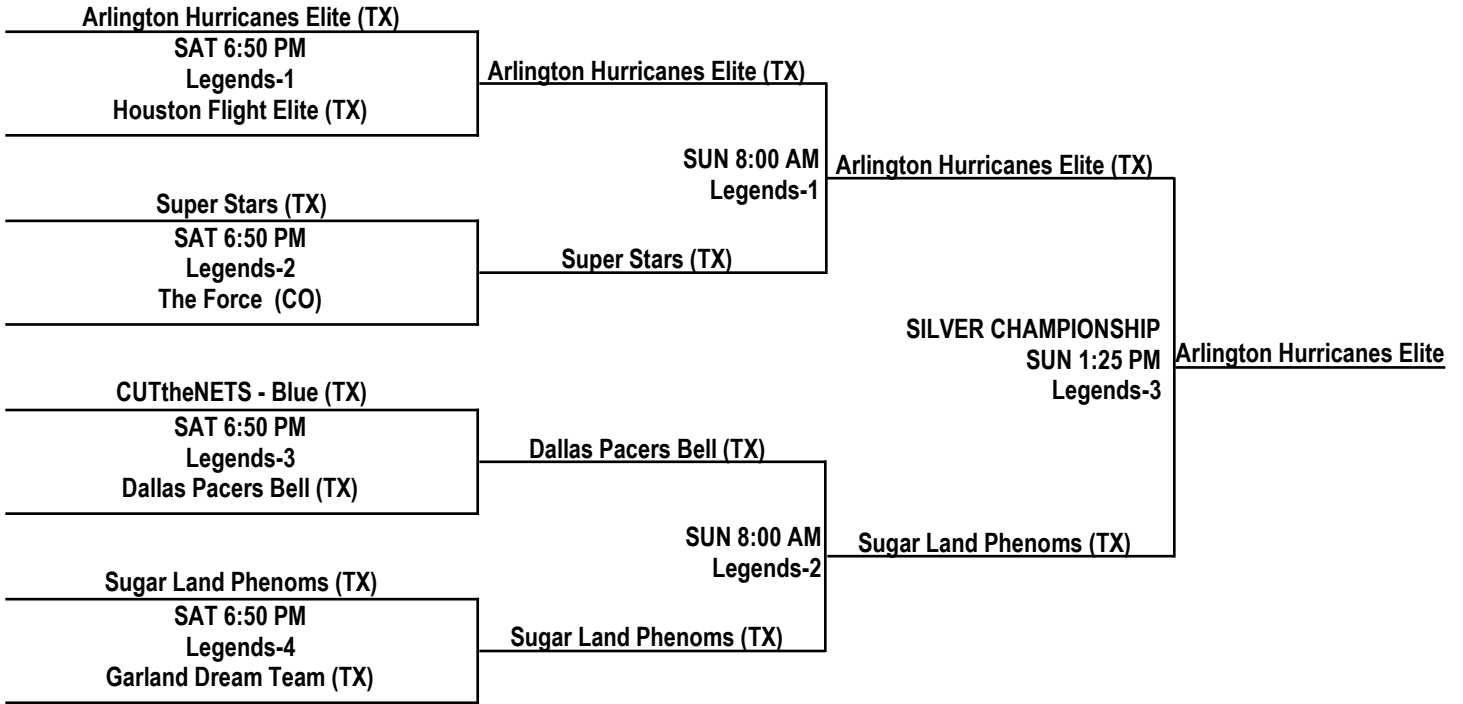 Arlington Hurricanes Elite (TX)
SAT 6:50 PM
Legends-1
Houston Flight Elite (TX)
Super Stars (TX)
SAT 6:50 PM
Legends-2
The Force  (CO)
CUTtheNETS - Blue (TX)
SAT 6:50 PM
Legends-3
Dallas Pacers Bell (TX)
Sugar Land Phenoms (TX)
SAT 6:50 PM
Legends-4
Garland Dream Team (TX)
Arlington Hurricanes Elite (TX)
SUN 8:00 AM
Legends-1
Super Stars (TX)
Dallas Pacers Bell (TX)
SUN 8:00 AM
Legends-2
Sugar Land Phenoms (TX)
Arlington Hurricanes Elite (TX)
SILVER CHAMPIONSHIP
SUN 1:25 PM
Legends-3
Sugar Land Phenoms (TX)
Arlington Hurricanes Elite